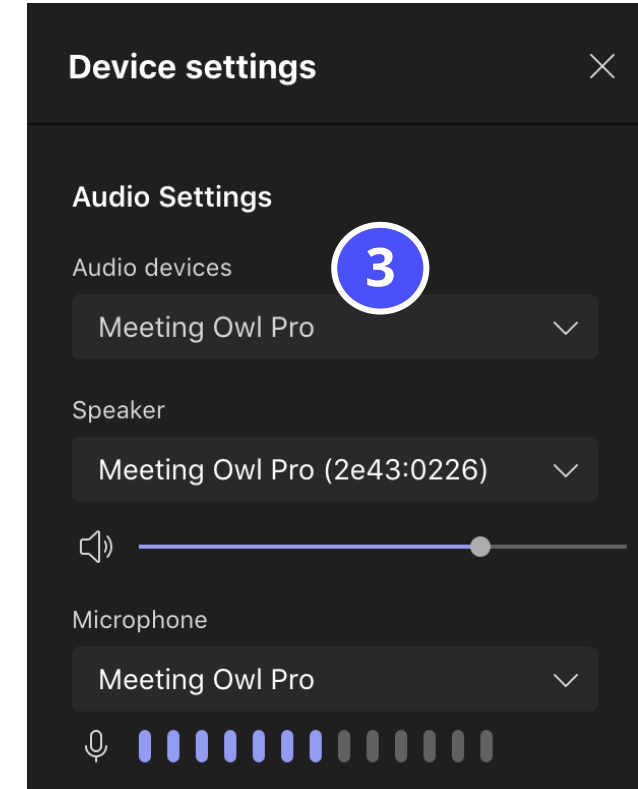 Device settings
Audio Settings
Audio devices
3
Meeting Owl Pro
Speaker
Meeting Owl Pro (2e43:0226)
Microphone
Meeting Owl Pro